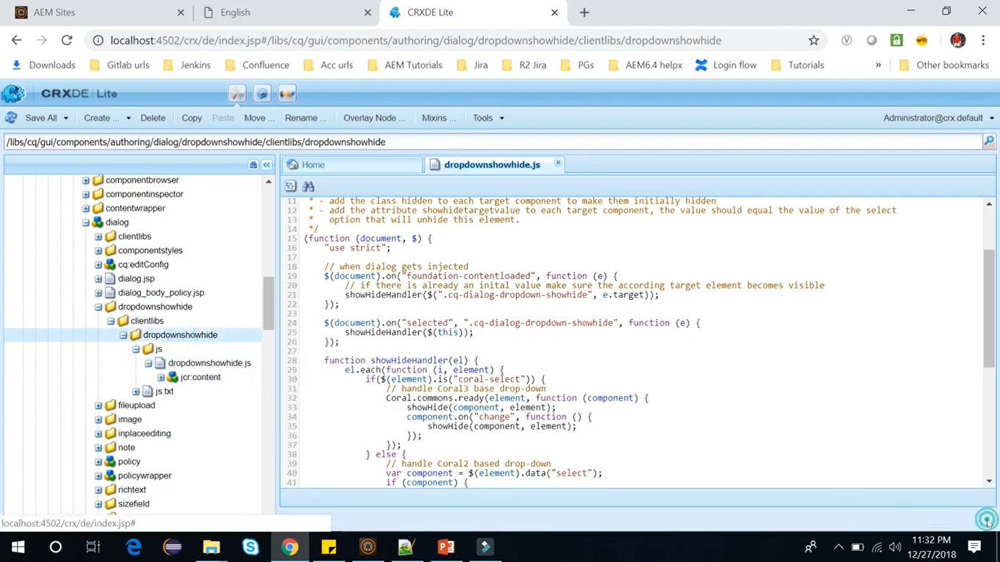 AEM Sites
English
CRXDE Lite
localhost:4502/crx/de/index.jsp#/libs/cq/gui/components/authoring/dialog/dropdownshowhide/clientlibs/dropdownshowhide
Downloads
Gitlab urls
Jenkins
Confluence
Acc urls
AEM Tutorials
Jira
R2 Jira
PGs
AEM6.4 helpx
Login flow
Tutorials
»
Other bookmarks
CRXDE | Lite
Save All
Create ...
Delete
Copy
Paste
Move ...
Rename ...
Overlay Node ...
Mixins ...
Tools
Administrator@crx.default
/libs/cq/gui/components/authoring/dialog/dropdownshowhide/clientlibs/dropdownshowhide
componentbrowser
componentinspector
contentwrapper
dialog
clientlibs
componentstyles
cq:editConfig
dialog.jsp
dialog_body_policy.jsp
dropdownshowhide
clientlibs
dropdownshowhide
js
dropdownshowhide.js
jcr:content
js.txt
fileupload
image
inplaceediting
note
policy
policywrapper
richtext
sizefield
Home
dropdownshowhide.js
11 * - add the class hidden to each target component to make them initially hidden
12 * - add the attribute showhidetargetvalue to each target component, the value should equal the value of the select
13 *   option that will unhide this element.
14 */
15 (function (document, $) {
16     "use strict";
17
18     // when dialog gets injected
19     $(document).on("foundation-contentloaded", function (e) {
20         // if there is already an inital value make sure the according target element becomes visible
21         showHideHandler($(".cq-dialog-dropdown-showhide", e.target));
22     });
23
24     $(document).on("selected", ".cq-dialog-dropdown-showhide", function (e) {
25         showHideHandler($(this));
26     });
27
28     function showHideHandler(el) {
29         el.each(function (i, element) {
30             if($(element).is("coral-select")) {
31                 // handle Coral3 base drop-down
32                 Coral.commons.ready(element, function (component) {
33                     showHide(component, element);
34                     component.on("change", function () {
35                         showHide(component, element);
36                     });
37                 });
38             } else {
39                 // handle Coral2 based drop-down
40                 var component = $(element).data("select");
41                 if (component) {
localhost:4502/crx/de/index.jsp#
11:32 PM
12/27/2018